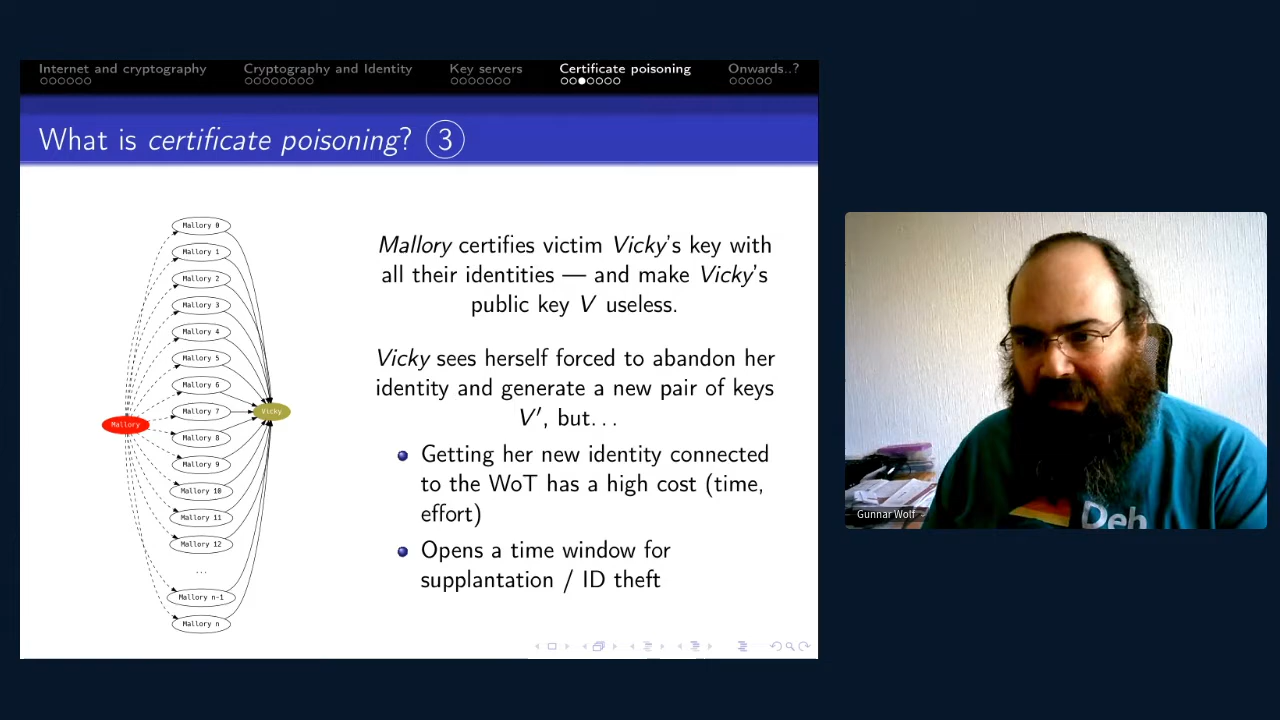 Internet and cryptography Cryptography and Identity Key servers Certificate poisoning Onwards..?
What is certificate poisoning? 3
Mallory 0
Mallory 1
Mallory 2
Mallory 3
Mallory 4
Mallory 5
Mallory 6
Mallory 7
Mallory 8
Mallory 9
Mallory 10
Mallory 11
Mallory 12
...
Mallory n-1
Mallory n
Mallory
Vicky
Mallory certifies victim Vicky's key with
all their identities — and make Vicky's
public key V useless.
Vicky sees herself forced to abandon her
identity and generate a new pair of keys
V′, but...
Getting her new identity connected
to the WoT has a high cost (time,
effort)
Opens a time window for
supplantation / ID theft
Gunnar Wolf
Deb